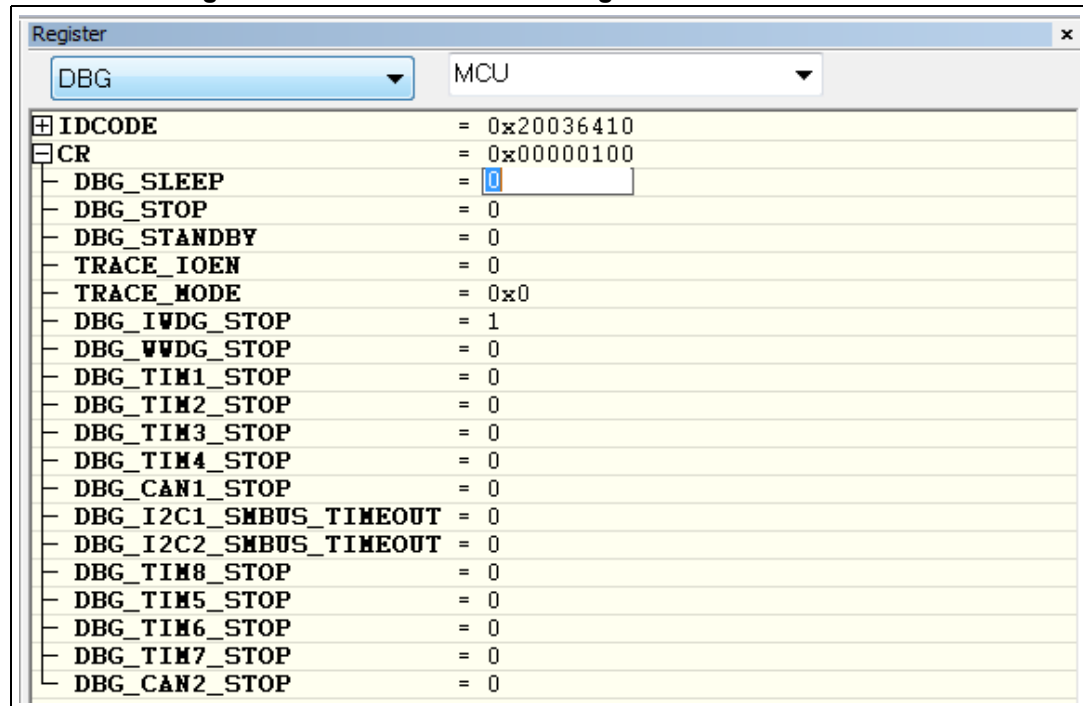 Register x
DBG MCU
IDCODE = 0x20036410
CR = 0x00000100
DBG_SLEEP = 0
DBG_STOP = 0
DBG_STANDBY = 0
TRACE_IOEN = 0
TRACE_MODE = 0x0
DBG_IWDG_STOP = 1
DBG_WWDG_STOP = 0
DBG_TIM1_STOP = 0
DBG_TIM2_STOP = 0
DBG_TIM3_STOP = 0
DBG_TIM4_STOP = 0
DBG_CAN1_STOP = 0
DBG_I2C1_SMBUS_TIMEOUT = 0
DBG_I2C2_SMBUS_TIMEOUT = 0
DBG_TIM8_STOP = 0
DBG_TIM5_STOP = 0
DBG_TIM6_STOP = 0
DBG_TIM7_STOP = 0
DBG_CAN2_STOP = 0